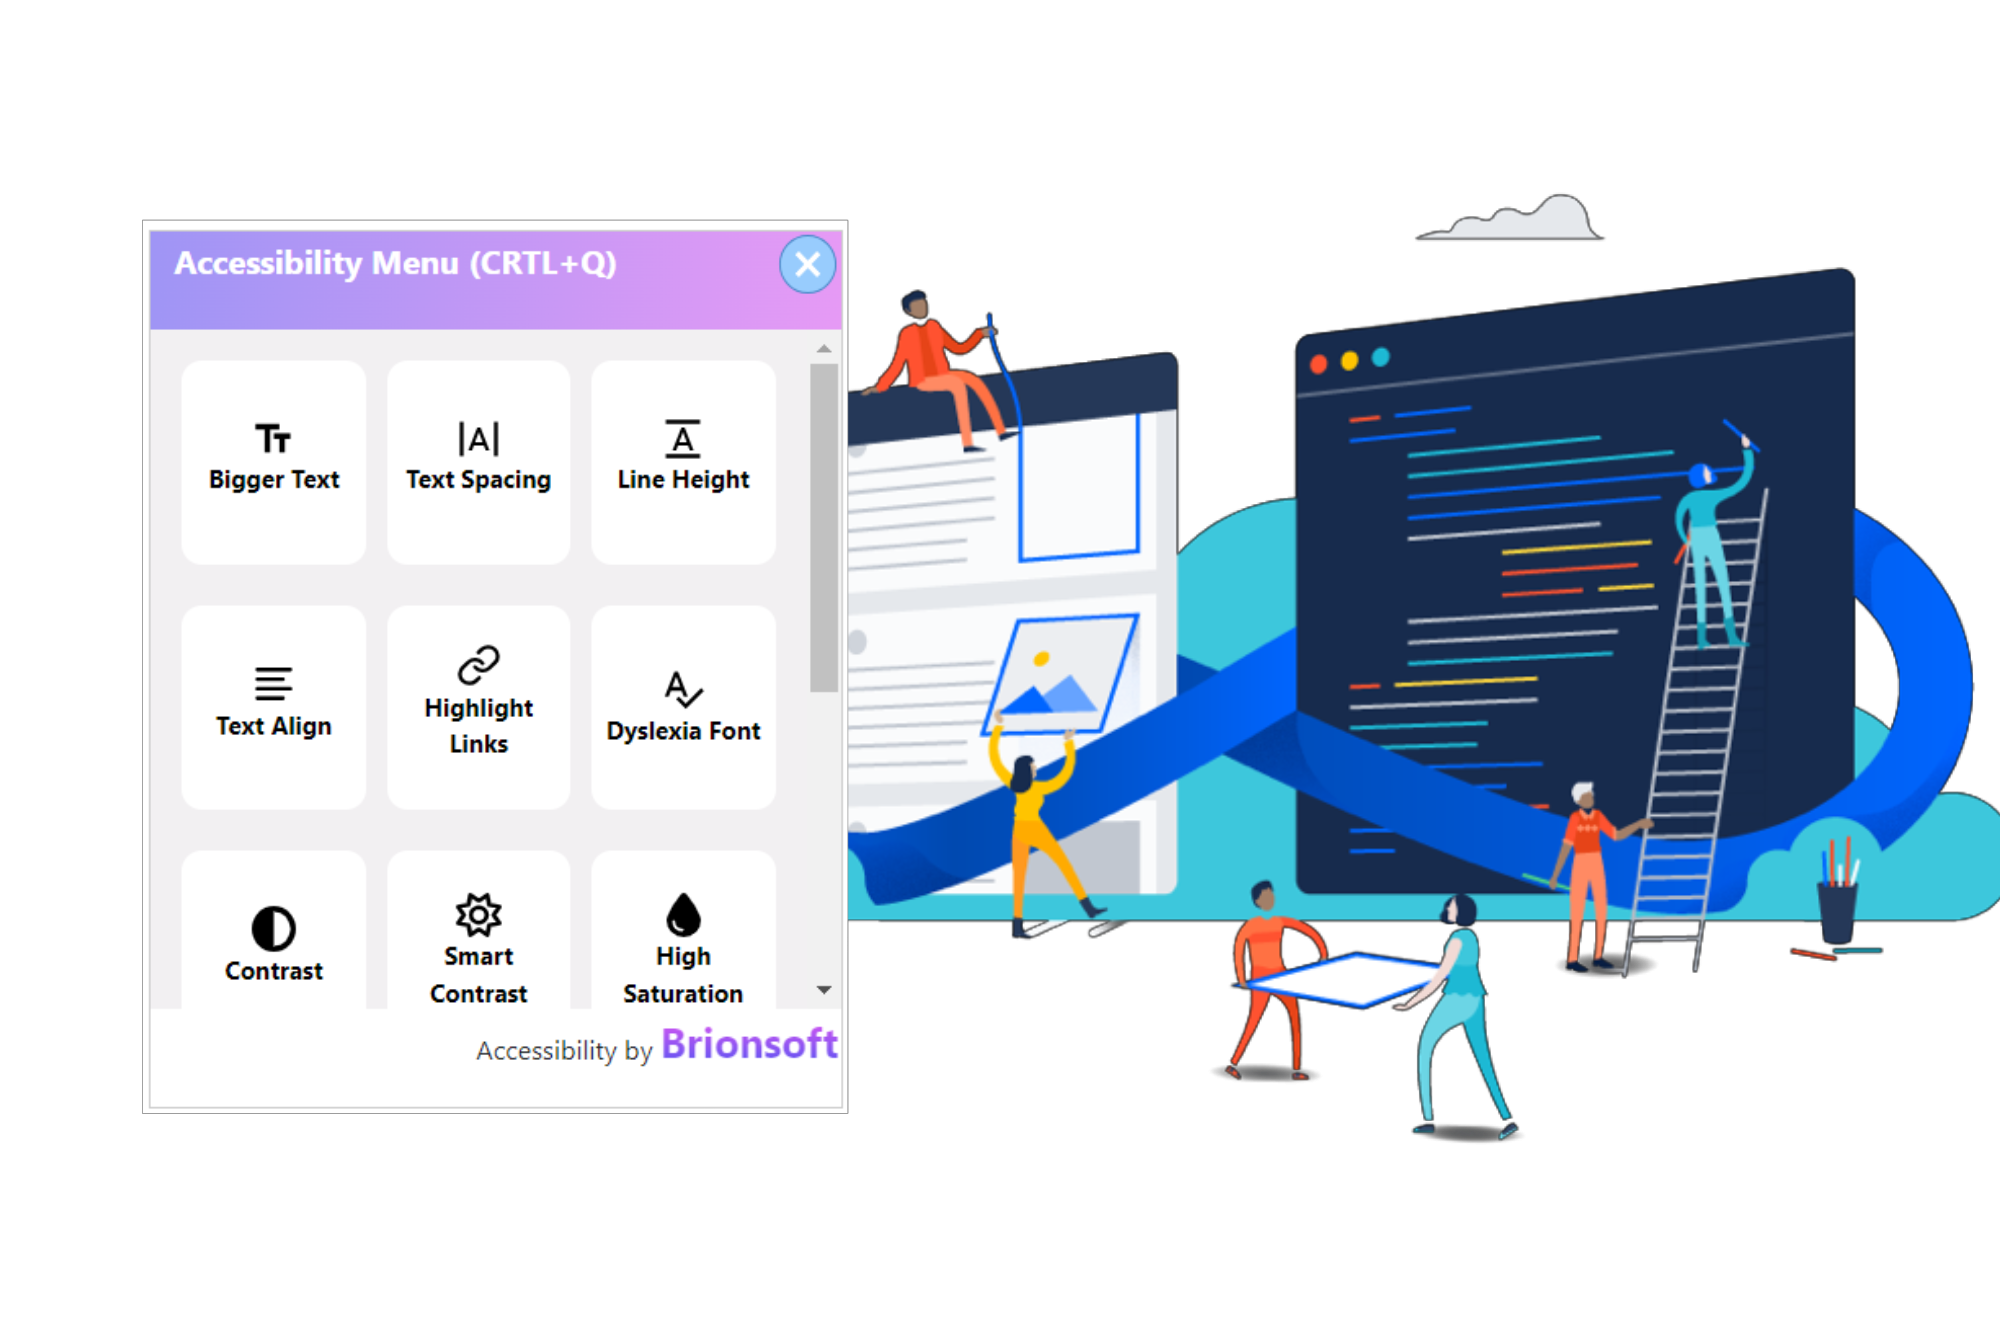 Accessibility Menu (CRTL+Q)
Bigger Text
Text Spacing
Line Height
Text Align
Highlight
Links
Dyslexia Font
Contrast
Smart
Contrast
High
Saturation
Accessibility by Brionsoft